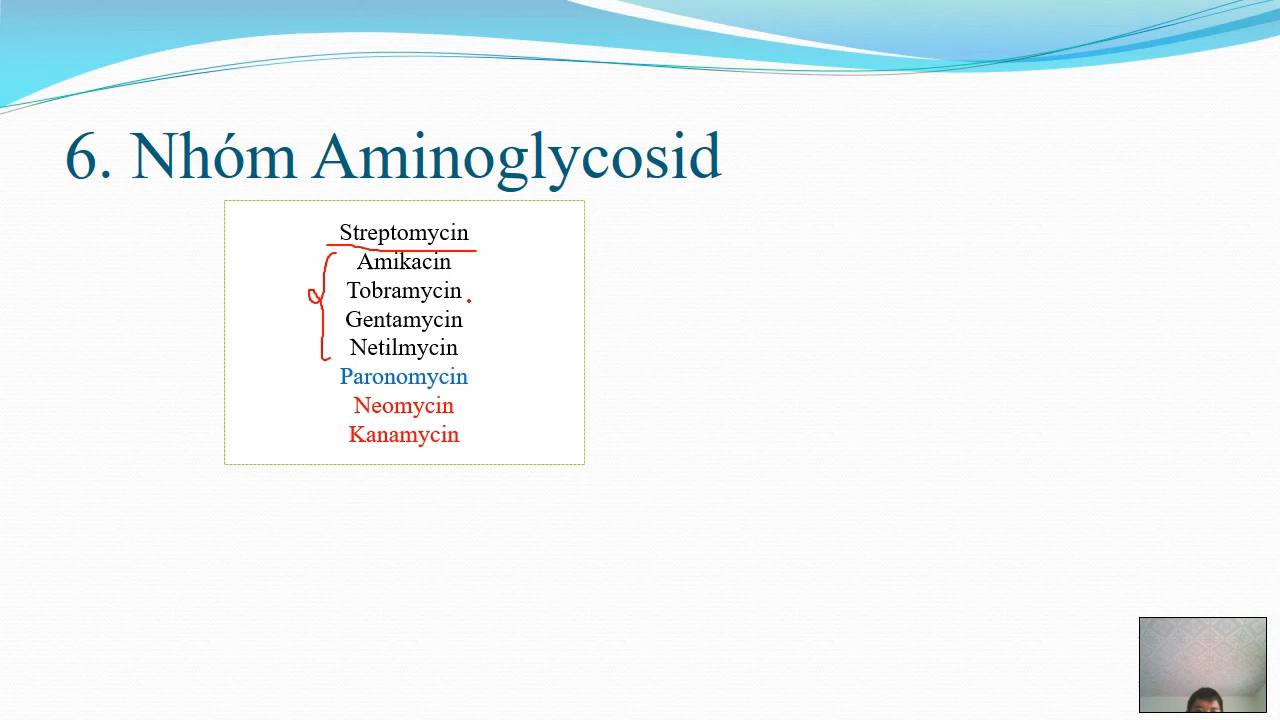 6. Nhóm Aminoglycosid
Streptomycin
Amikacin
Tobramycin
Gentamycin
Netilmycin
Paronomycin
Neomycin
Kanamycin